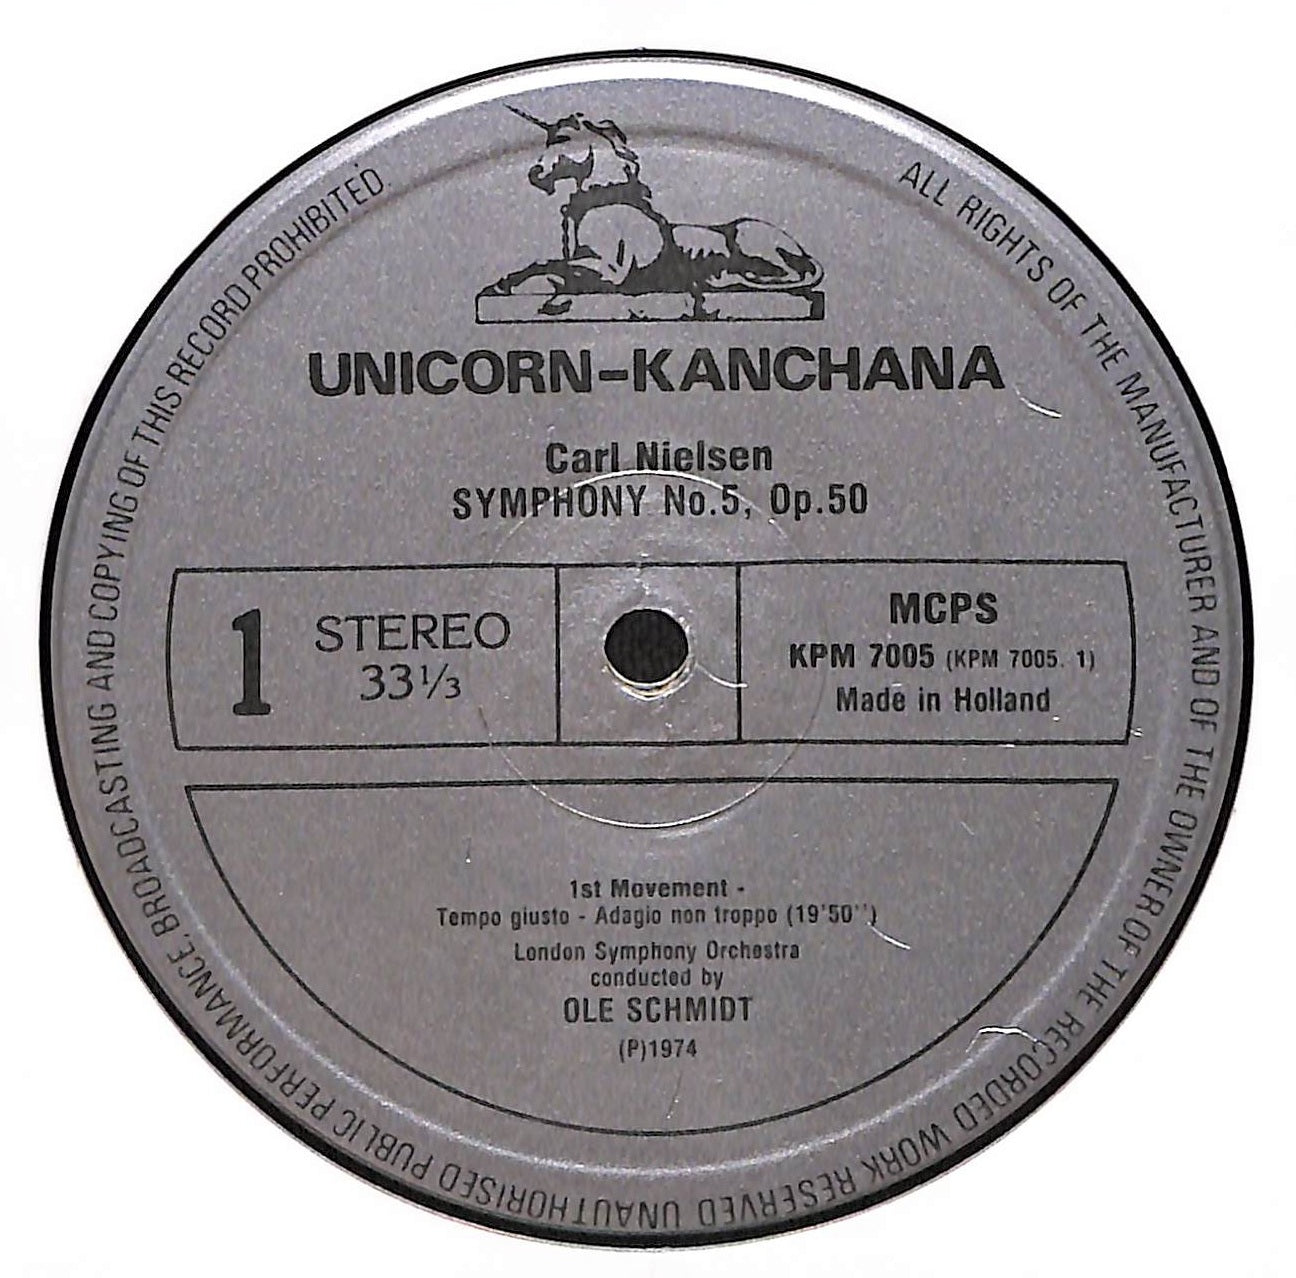 UNICORN-KANCHANA
Carl Nielsen
SYMPHONY No.5, Op.50
1 STEREO
33⅓
MCPS
KPM 7005 (KPM 7005. 1)
Made in Holland
1st Movement -
Tempo giusto - Adagio non troppo (19'50'')
London Symphony Orchestra
conducted by
OLE SCHMIDT
(P)1974
ALL RIGHTS OF THE MANUFACTURER AND OF THE OWNER OF THE RECORDED WORK RESERVED UNAUTHORISED PUBLIC PERFORMANCE, BROADCASTING AND COPYING OF THIS RECORD PROHIBITED.